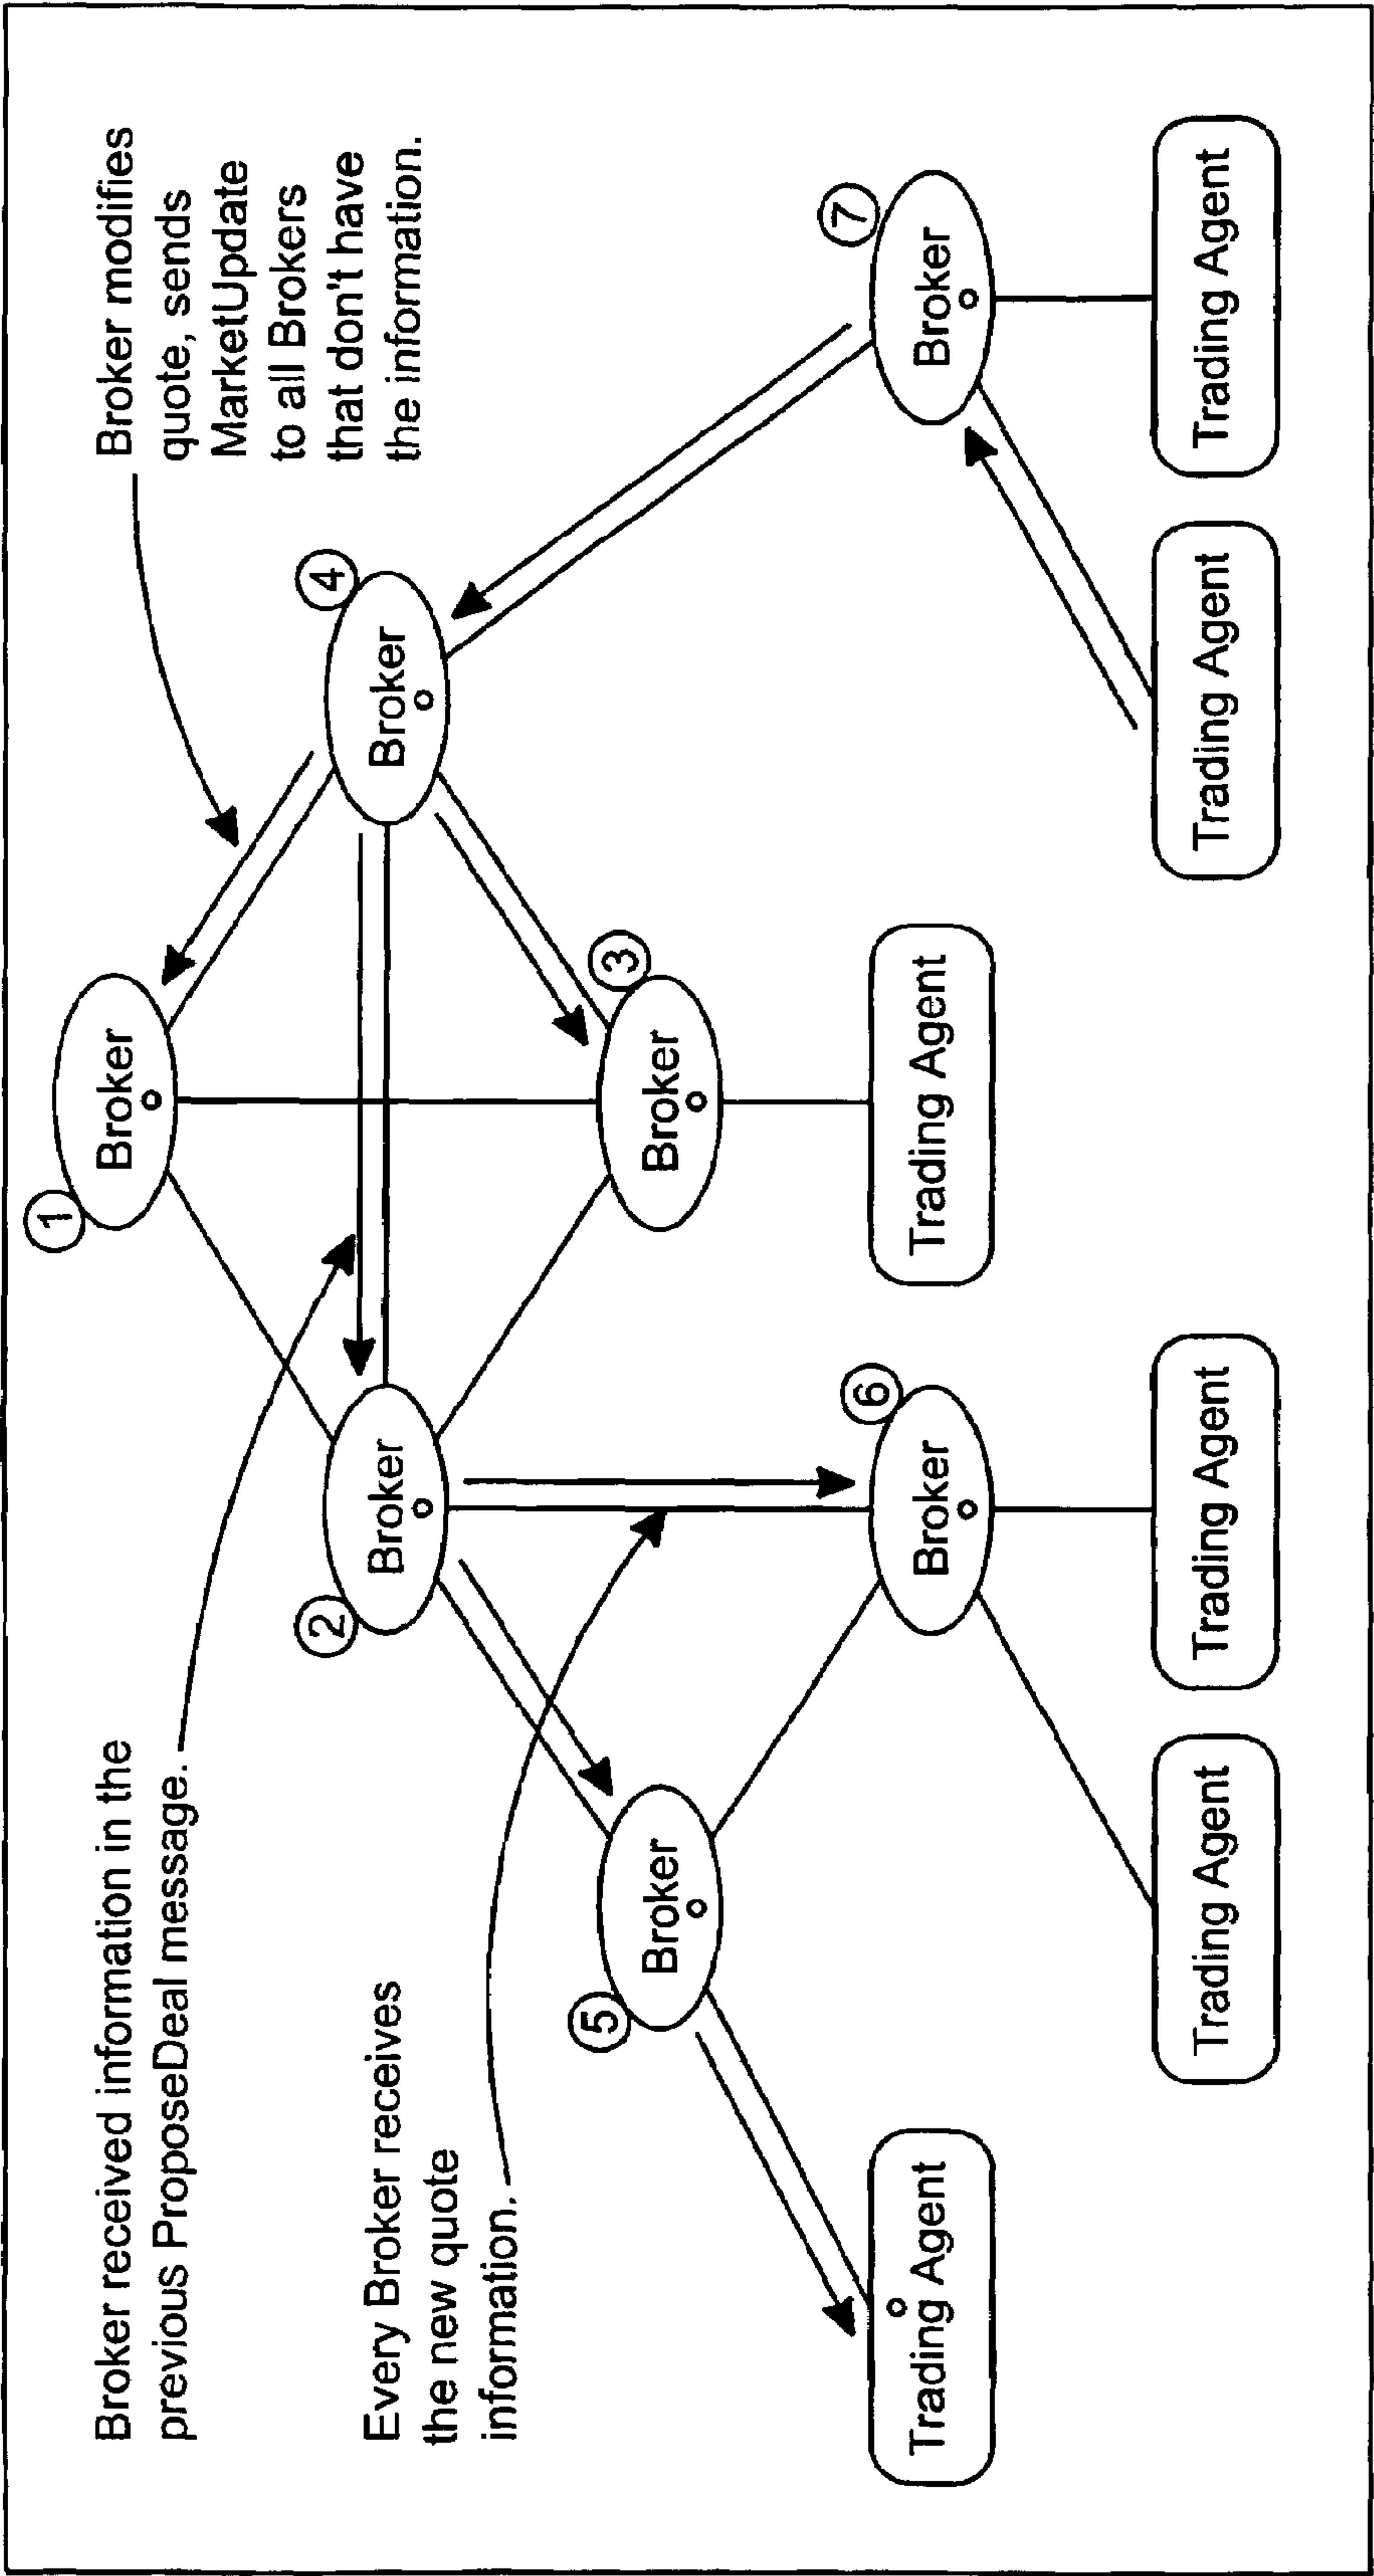 Broker received information in the
previous ProposeDeal message.
Broker modifies
quote, sends
MarketUpdate
to all Brokers
that don't have
the information.
Every Broker receives
the new quote
information.
1
Broker
2
Broker
4
Broker
5
Broker
3
Broker
6
Broker
7
Broker
Trading Agent
Trading Agent
Trading Agent
Trading Agent
Trading Agent
Trading Agent